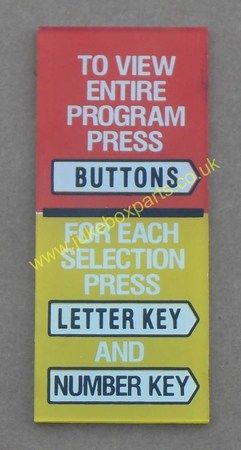 TO VIEW
ENTIRE
PROGRAM
PRESS
BUTTONS
FOR EACH
SELECTION
PRESS
LETTER KEY
AND
NUMBER KEY
www.jukeboxparts.co.uk